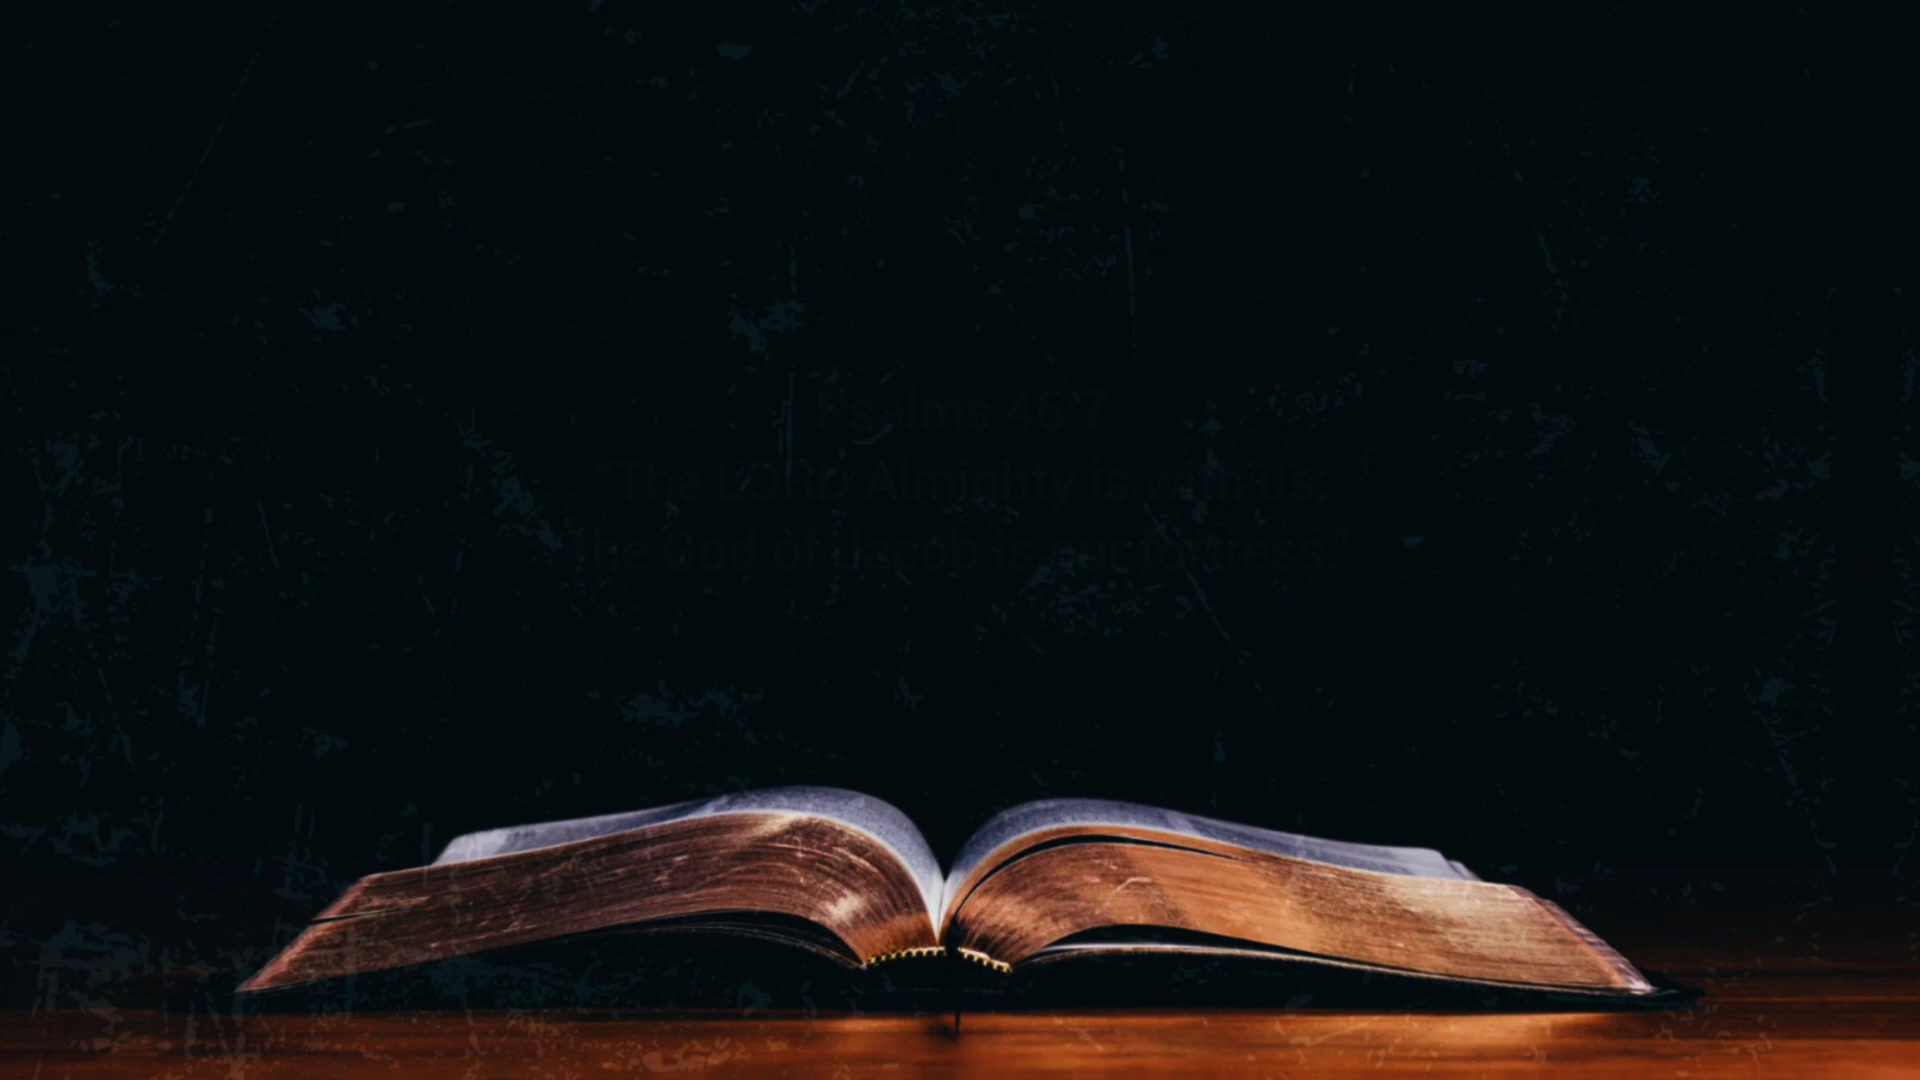 Psalms 46:7
“The LORD Almighty is with us;
the God of Jacob is our fortress.”